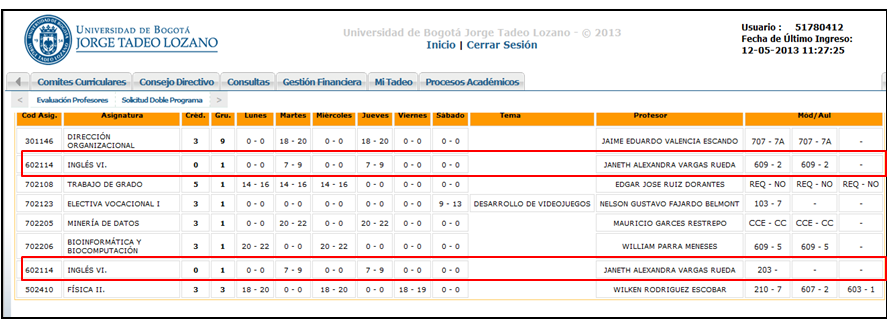 UNIVERSIDAD DE BOGOTÁ
JORGE TADEO LOZANO
Universidad de Bogotá Jorge Tadeo Lozano - © 2013
Inicio | Cerrar Sesión
Usuario : 51780412
Fecha de Último Ingreso:
12-05-2013 11:27:25
Comites Curriculares Consejo Directivo Consultas Gestión Financiera Mi Tadeo Procesos Académicos
< Evaluación Profesores Solicitud Doble Programa >
Cod Asig. Asignatura Créd. Gru. Lunes Martes Miércoles Jueves Viernes Sábado Tema Profesor Mód/Aul
301146 DIRECCIÓN ORGANIZACIONAL 3 9 0 - 0 18 - 20 0 - 0 18 - 20 0 - 0 0 - 0 JAIME EDUARDO VALENCIA ESCANDO 707 - 7A 707 - 7A -
602114 INGLÉS VI. 0 1 0 - 0 7 - 9 0 - 0 7 - 9 0 - 0 0 - 0 JANETH ALEXANDRA VARGAS RUEDA 609 - 2 609 - 2 -
702108 TRABAJO DE GRADO 5 1 14 - 16 14 - 16 14 - 16 0 - 0 0 - 0 0 - 0 EDGAR JOSE RUIZ DORANTES REQ - NO REQ - NO REQ - NO
702123 ELECTIVA VOCACIONAL I 3 1 0 - 0 0 - 0 0 - 0 0 - 0 0 - 0 9 - 13 DESARROLLO DE VIDEOJUEGOS NELSON GUSTAVO FAJARDO BELMONT 103 - 7 - -
702205 MINERÍA DE DATOS 3 1 0 - 0 20 - 22 0 - 0 20 - 22 0 - 0 0 - 0 MAURICIO GARCES RESTREPO CCE - CC CCE - CC -
702206 BIOINFORMÁTICA Y BIOCOMPUTACIÓN 3 1 20 - 22 0 - 0 20 - 22 0 - 0 0 - 0 0 - 0 WILLIAM PARRA MENESES 609 - 5 609 - 5 -
602114 INGLÉS VI. 0 1 0 - 0 7 - 9 0 - 0 7 - 9 0 - 0 0 - 0 JANETH ALEXANDRA VARGAS RUEDA 203 - - -
502410 FÍSICA II. 3 3 18 - 20 0 - 0 18 - 20 0 - 0 18 - 19 0 - 0 WILKEN RODRIGUEZ ESCOBAR 210 - 7 607 - 2 603 - 1